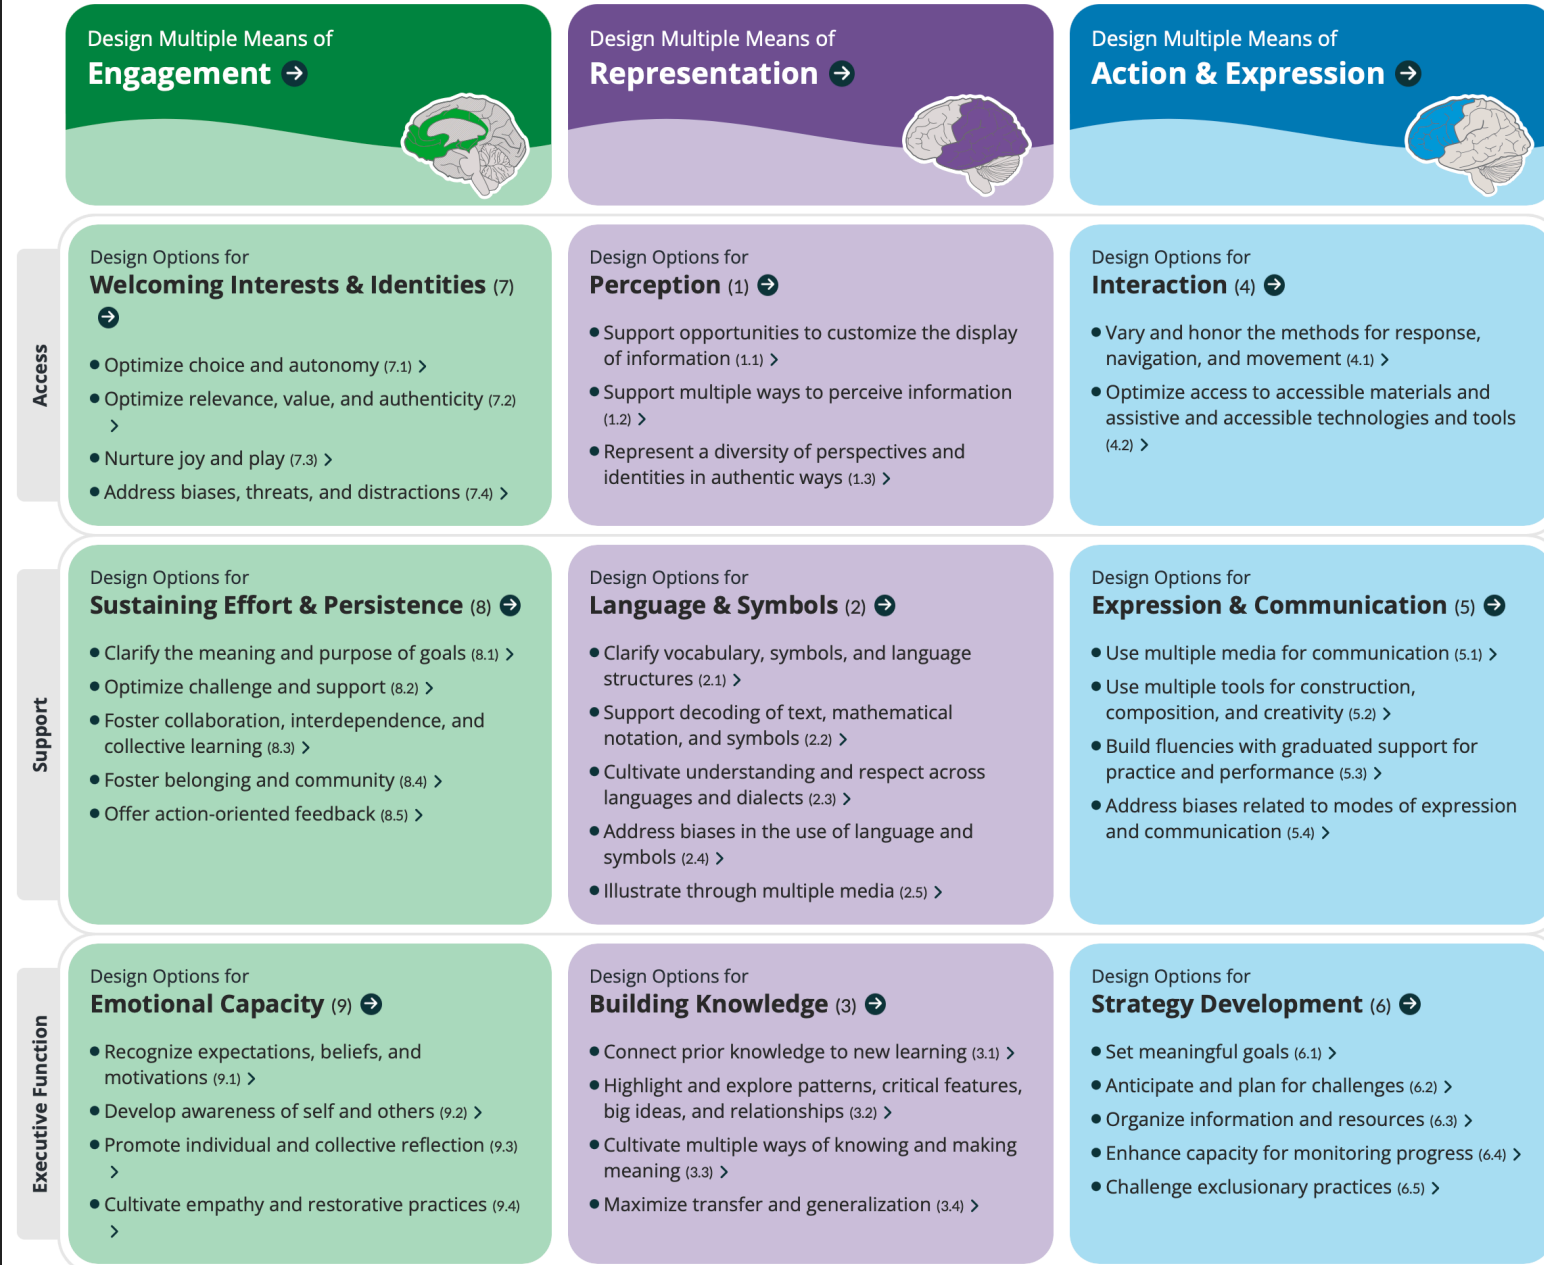 Design Multiple Means of
Engagement
Design Multiple Means of
Representation
Design Multiple Means of
Action & Expression
Access
Design Options for
Welcoming Interests & Identities (7)
Optimize choice and autonomy (7.1)
Optimize relevance, value, and authenticity (7.2)
Nurture joy and play (7.3)
Address biases, threats, and distractions (7.4)
Design Options for
Perception (1)
Support opportunities to customize the display
of information (1.1)
Support multiple ways to perceive information
(1.2)
Represent a diversity of perspectives and
identities in authentic ways (1.3)
Design Options for
Interaction (4)
Vary and honor the methods for response,
navigation, and movement (4.1)
Optimize access to accessible materials and
assistive and accessible technologies and tools
(4.2)
Support
Design Options for
Sustaining Effort & Persistence (8)
Clarify the meaning and purpose of goals (8.1)
Optimize challenge and support (8.2)
Foster collaboration, interdependence, and
collective learning (8.3)
Foster belonging and community (8.4)
Offer action-oriented feedback (8.5)
Design Options for
Language & Symbols (2)
Clarify vocabulary, symbols, and language
structures (2.1)
Support decoding of text, mathematical
notation, and symbols (2.2)
Cultivate understanding and respect across
languages and dialects (2.3)
Address biases in the use of language and
symbols (2.4)
Illustrate through multiple media (2.5)
Design Options for
Expression & Communication (5)
Use multiple media for communication (5.1)
Use multiple tools for construction,
composition, and creativity (5.2)
Build fluencies with graduated support for
practice and performance (5.3)
Address biases related to modes of expression
and communication (5.4)
Executive Function
Design Options for
Emotional Capacity (9)
Recognize expectations, beliefs, and
motivations (9.1)
Develop awareness of self and others (9.2)
Promote individual and collective reflection (9.3)
Cultivate empathy and restorative practices (9.4)
Design Options for
Building Knowledge (3)
Connect prior knowledge to new learning (3.1)
Highlight and explore patterns, critical features,
big ideas, and relationships (3.2)
Cultivate multiple ways of knowing and making
meaning (3.3)
Maximize transfer and generalization (3.4)
Design Options for
Strategy Development (6)
Set meaningful goals (6.1)
Anticipate and plan for challenges (6.2)
Organize information and resources (6.3)
Enhance capacity for monitoring progress (6.4)
Challenge exclusionary practices (6.5)